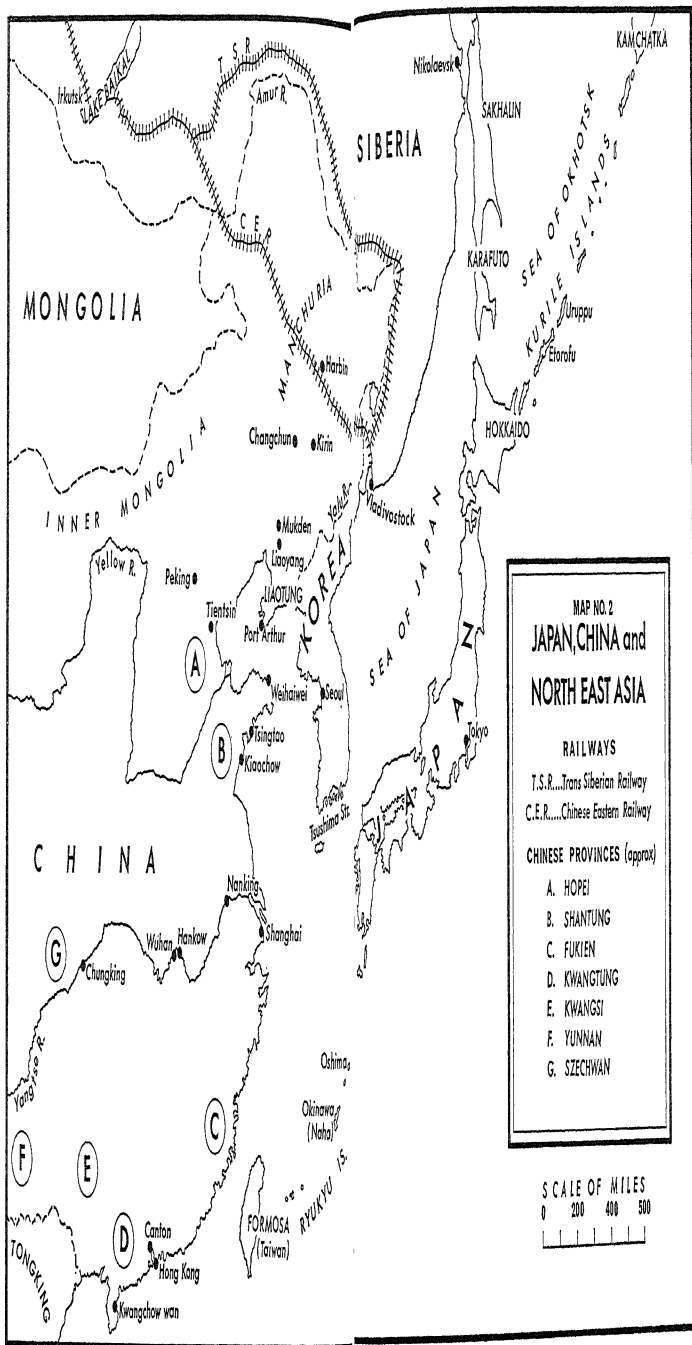 KAMCHATKA
T S R
Nikolaevsk
Irkutsk
LAKE BAIKAL
Amur R.
SAKHALIN
SIBERIA
SEA OF OKHOTSK
C E R
KARAFUTO
KURILE ISLANDS
MONGOLIA
MANCHURIA
Uruppu
Etorofu
Harbin
HOKKAIDO
Changchun
Kirin
INNER MONGOLIA
Vladivostock
Yalu R.
Mukden
Liaoyang
Yellow R.
Peking
LIAOTUNG
KOREA
SEA OF JAPAN
Tientsin
Port Arthur
A
Weihaiwei
Seoul
JAPAN
Tokyo
B
Tsingtao
Kiaochow
Tsushima Str.
CHINA
Nanking
Wuhan
Hankow
Shanghai
G
Chungking
Yangtso R.
Oshima
Okinawa
(Naha)
C
F
E
RYUKYU IS.
D
Canton
FORMOSA
(Taiwan)
TONGKING
Hong Kong
Kwangchow wan
MAP NO. 2
JAPAN, CHINA and
NORTH EAST ASIA
RAILWAYS
T.S.R....Trans Siberian Railway
C.E.R.....Chinese Eastern Railway
CHINESE PROVINCES (approx)
A. HOPEI
B. SHANTUNG
C. FUKIEN
D. KWANGTUNG
E. KWANGSI
F. YUNNAN
G. SZECHWAN
SCALE OF MILES
0 200 400 500